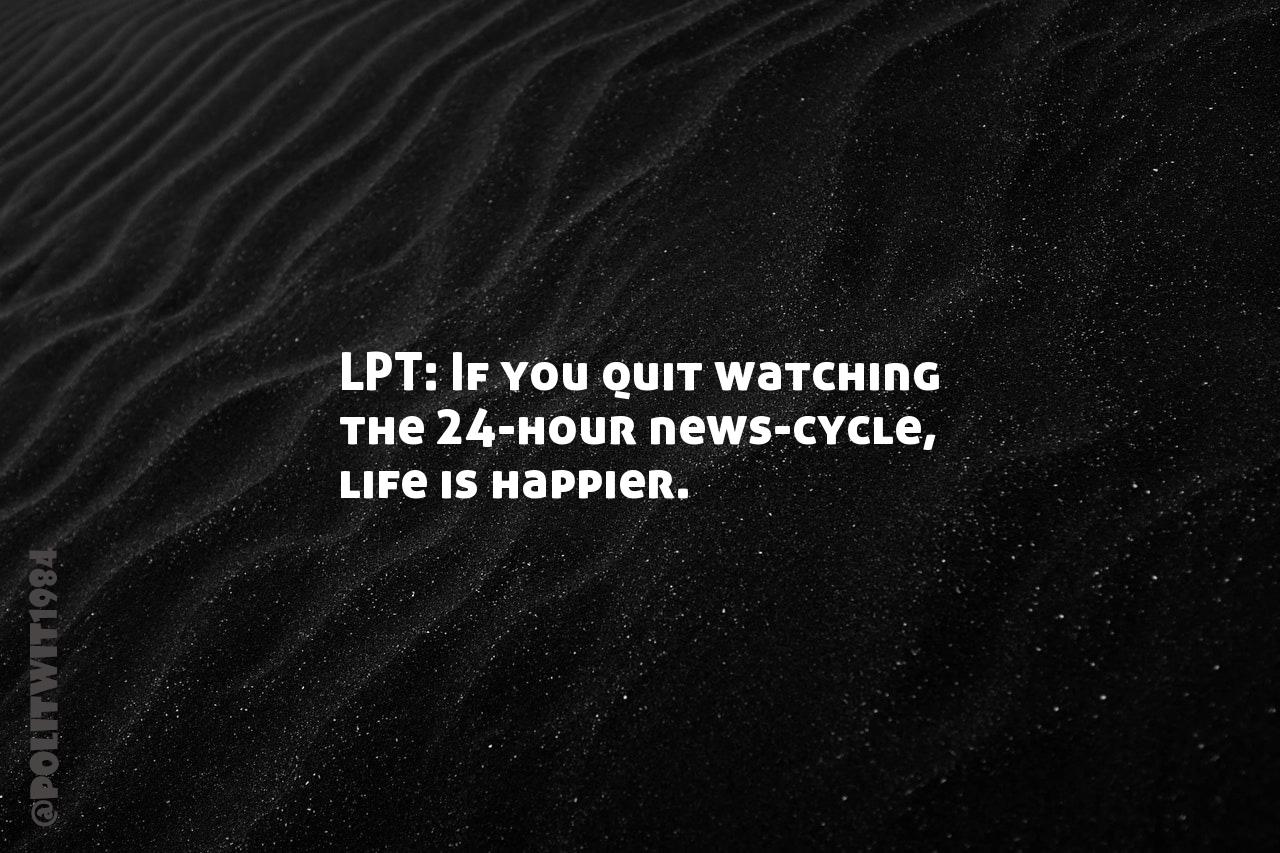 LPT: If you quit watching
the 24-hour news-cycle,
life is happier.
@POLITWIT1984